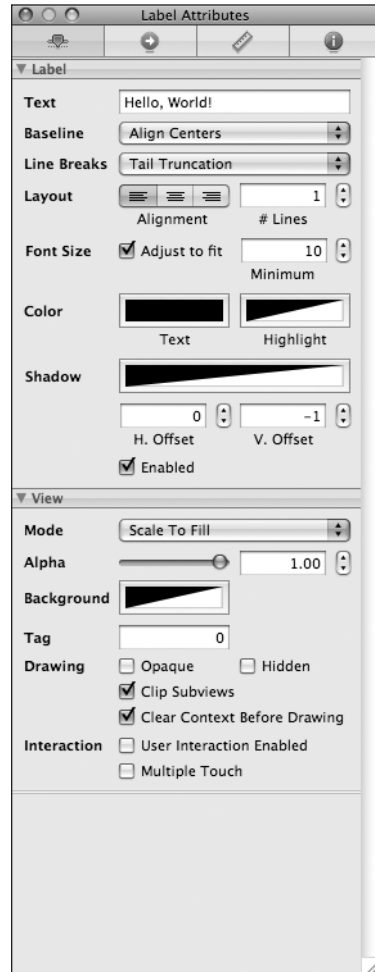 Label Attributes
Label
Text Hello, World!
Baseline Align Centers
Line Breaks Tail Truncation
Layout 1
Alignment # Lines
Font Size Adjust to fit 10
Minimum
Color
Text Highlight
Shadow
0 -1
H. Offset V. Offset
Enabled
View
Mode Scale To Fill
Alpha 1.00
Background
Tag 0
Drawing Opaque Hidden
Clip Subviews
Clear Context Before Drawing
Interaction User Interaction Enabled
Multiple Touch